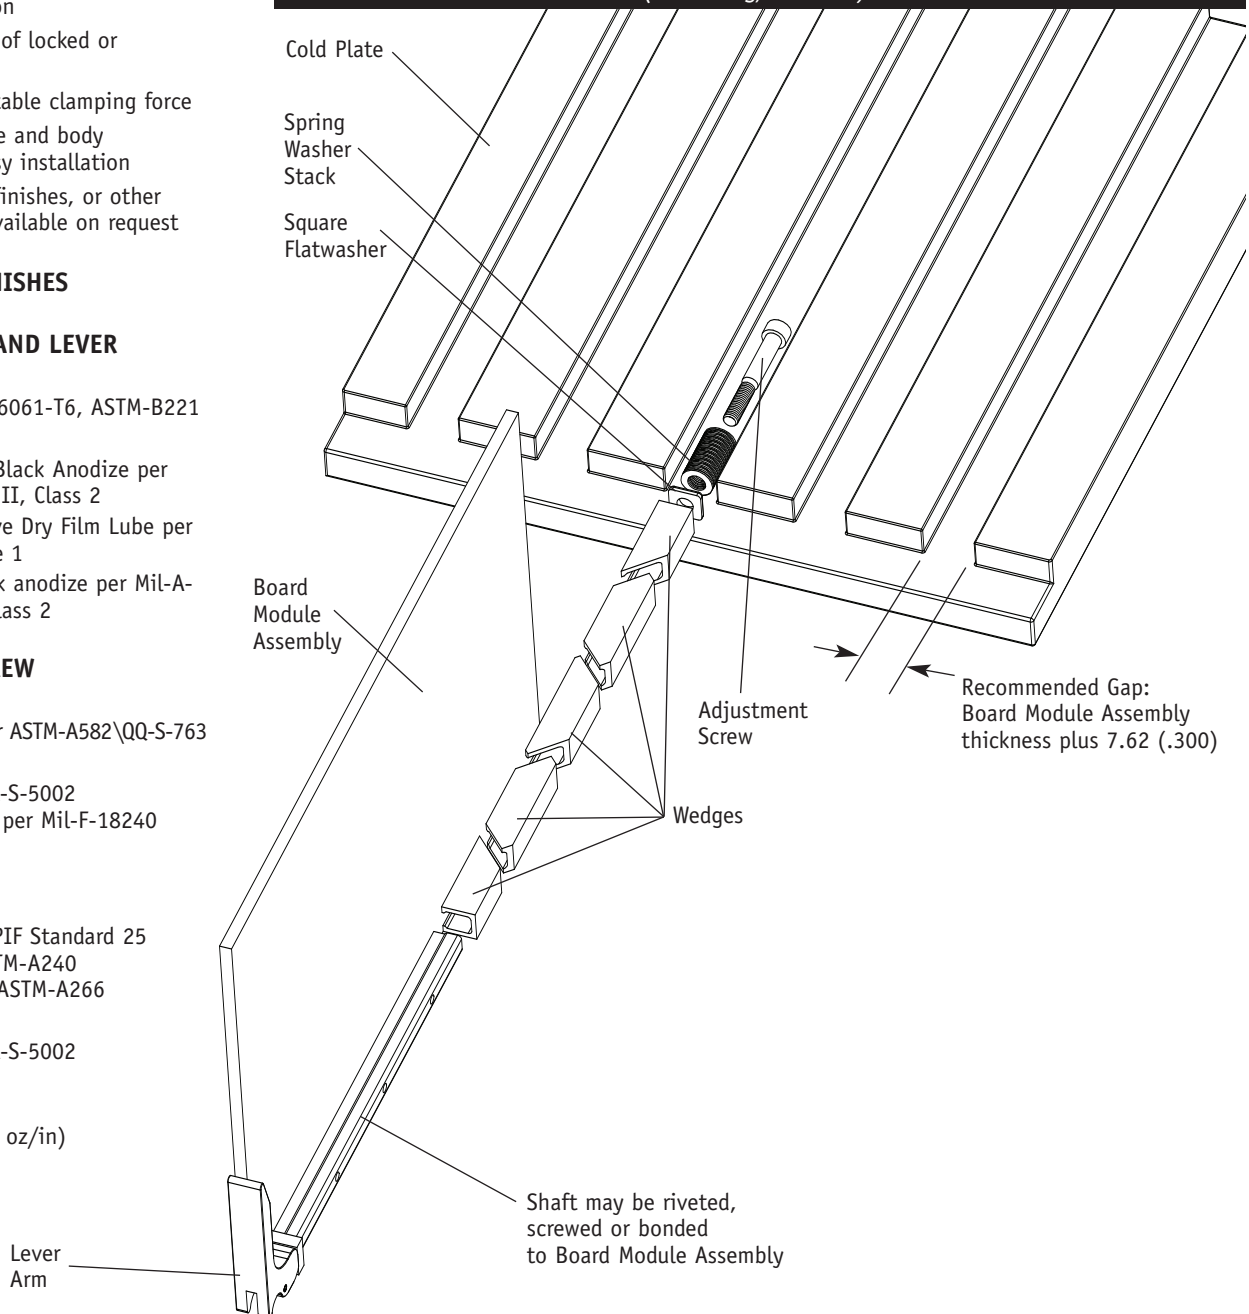 on
of locked or
table clamping force
e and body
sy installation
finishes, or other
vailable on request
NISHES
AND LEVER
6061-T6, ASTM-B221
Black Anodize per
II, Class 2
ve Dry Film Lube per
e 1
k anodize per Mil-A-
lass 2
EW
r ASTM-A582\QQ-S-763
-S-5002
per Mil-F-18240
PIF Standard 25
TM-A240
ASTM-A266
-S-5002
oz/in)
Cold Plate
Spring
Washer
Stack
Square
Flatwasher
Board
Module
Assembly
Adjustment
Screw
Recommended Gap:
Board Module Assembly
thickness plus 7.62 (.300)
Wedges
Shaft may be riveted,
screwed or bonded
to Board Module Assembly
Lever
Arm